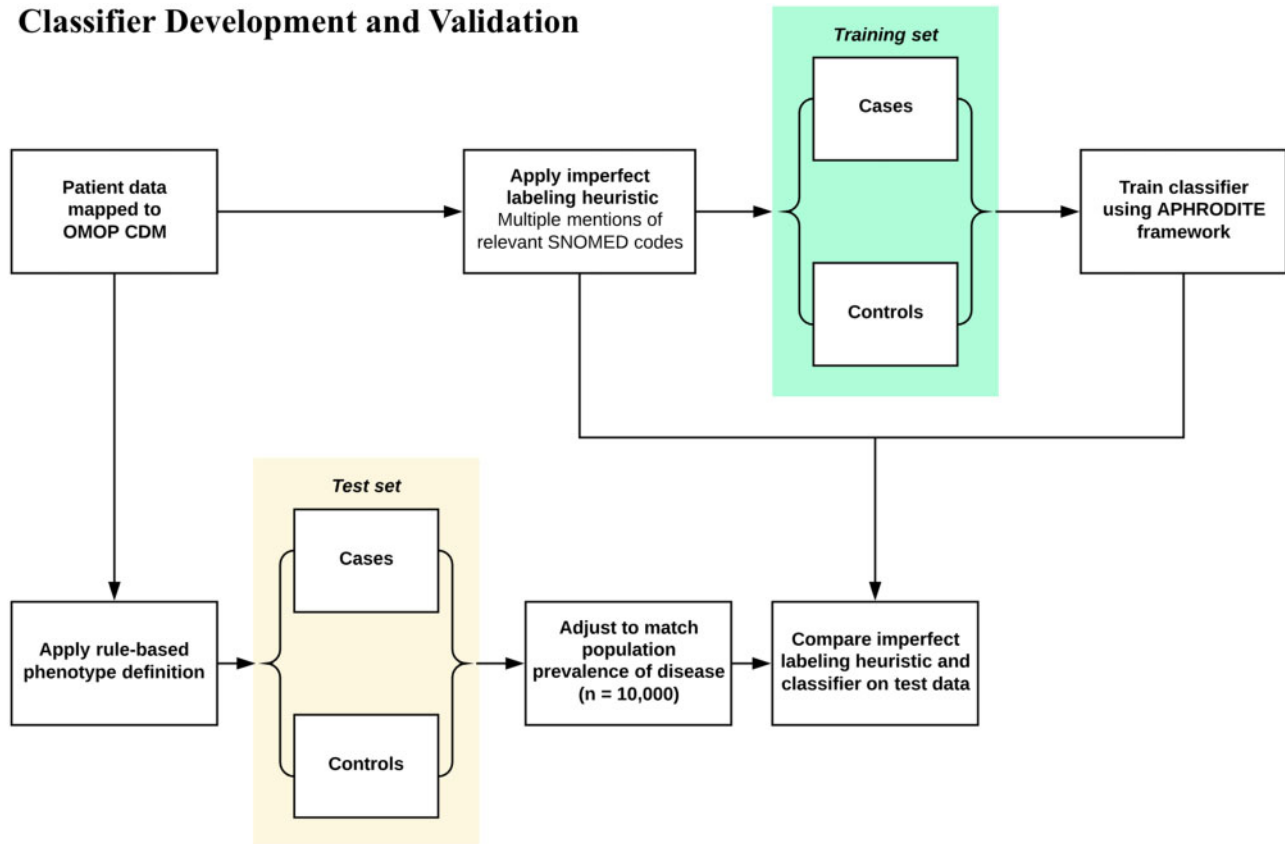 Classifier Development and Validation
Training set
Cases
Controls
Patient data
mapped to
OMOP CDM
Apply imperfect
labeling heuristic
Multiple mentions of
relevant SNOMED codes
Train classifier
using APHRODITE
framework
Test set
Cases
Controls
Apply rule-based
phenotype definition
Adjust to match
population
prevalence of disease
(n = 10,000)
Compare imperfect
labeling heuristic and
classifier on test data